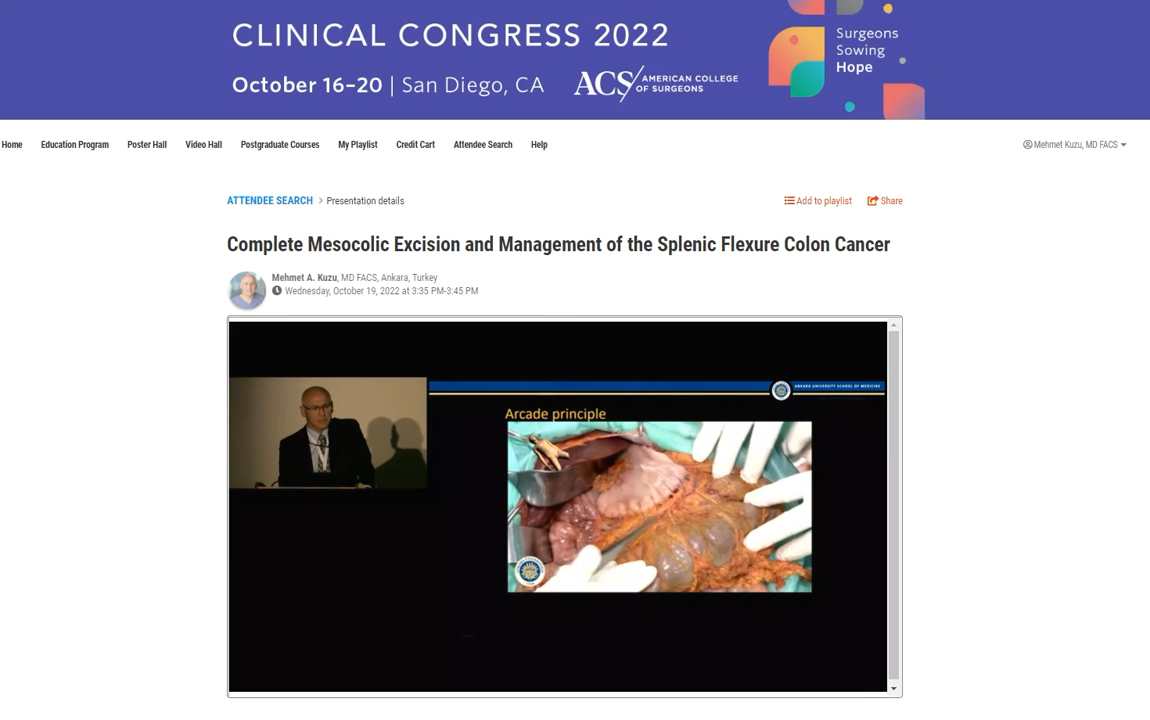 CLINICAL CONGRESS 2022
October 16–20 | San Diego, CA
ACS AMERICAN COLLEGE
OF SURGEONS
Surgeons
Sowing
Hope
Home Education Program Poster Hall Video Hall Postgraduate Courses My Playlist Credit Cart Attendee Search Help
Mehmet Kuzu, MD FACS
ATTENDEE SEARCH > Presentation details
Add to playlist Share
Complete Mesocolic Excision and Management of the Splenic Flexure Colon Cancer
Mehmet A. Kuzu, MD FACS, Ankara, Turkey
Wednesday, October 19, 2022 at 3:35 PM-3:45 PM
ANKARA UNIVERSITY SCHOOL OF MEDICINE
Arcade principle